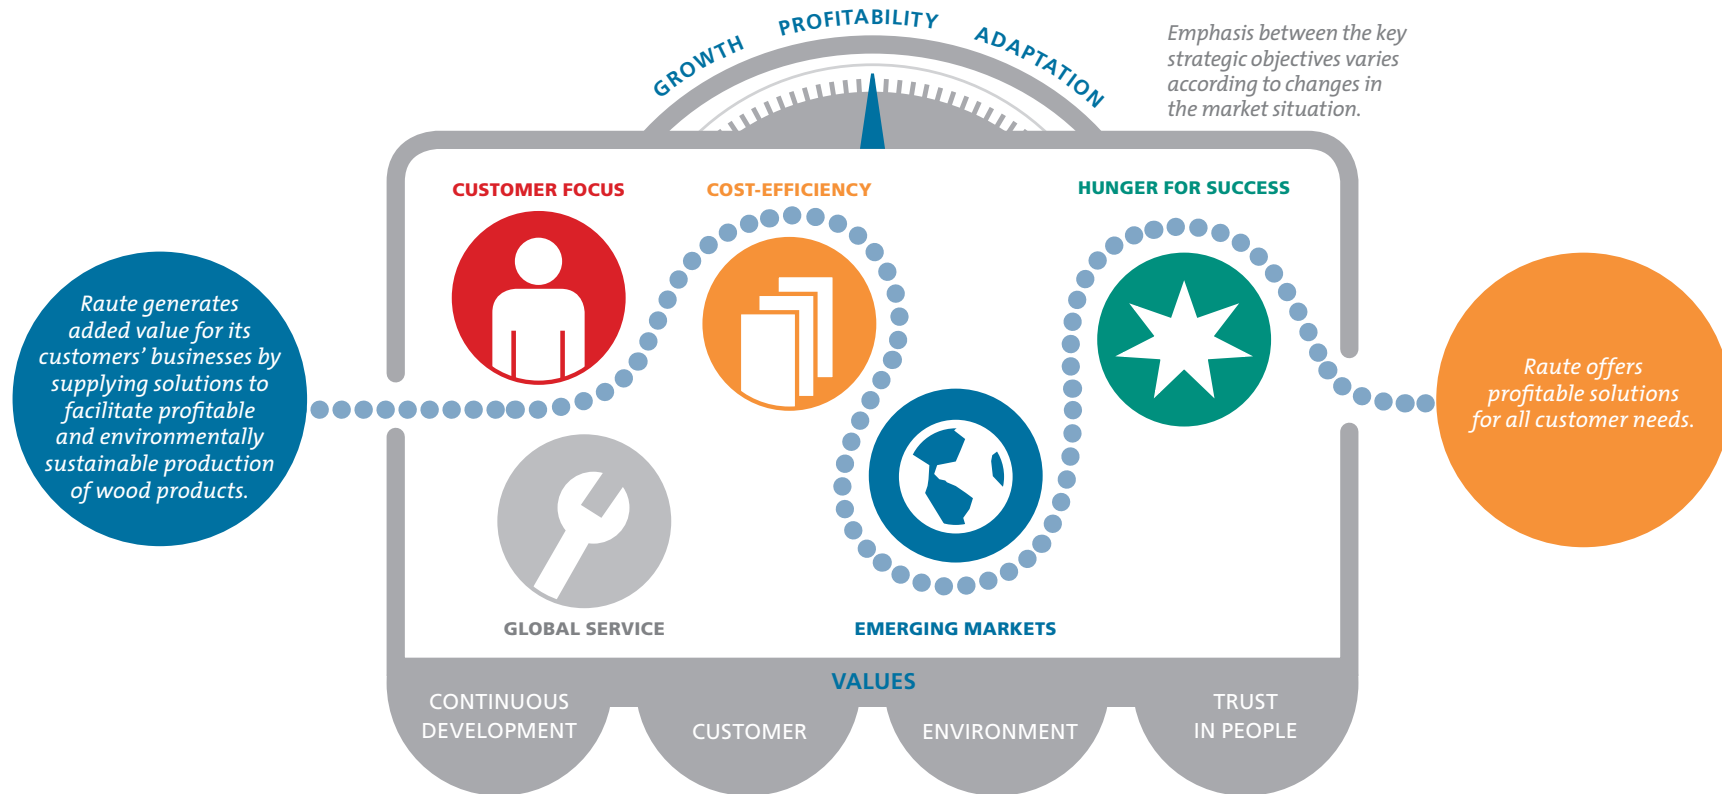 GROWTH
PROFITABILITY
ADAPTATION
Emphasis between the key
strategic objectives varies
according to changes in
the market situation.
CUSTOMER FOCUS
COST-EFFICIENCY
HUNGER FOR SUCCESS
Raute generates
added value for its
customers’ businesses by
supplying solutions to
facilitate profitable
and environmentally
sustainable production
of wood products.
Raute offers
profitable solutions
for all customer needs.
GLOBAL SERVICE
EMERGING MARKETS
VALUES
CONTINUOUS
DEVELOPMENT
CUSTOMER
ENVIRONMENT
TRUST
IN PEOPLE